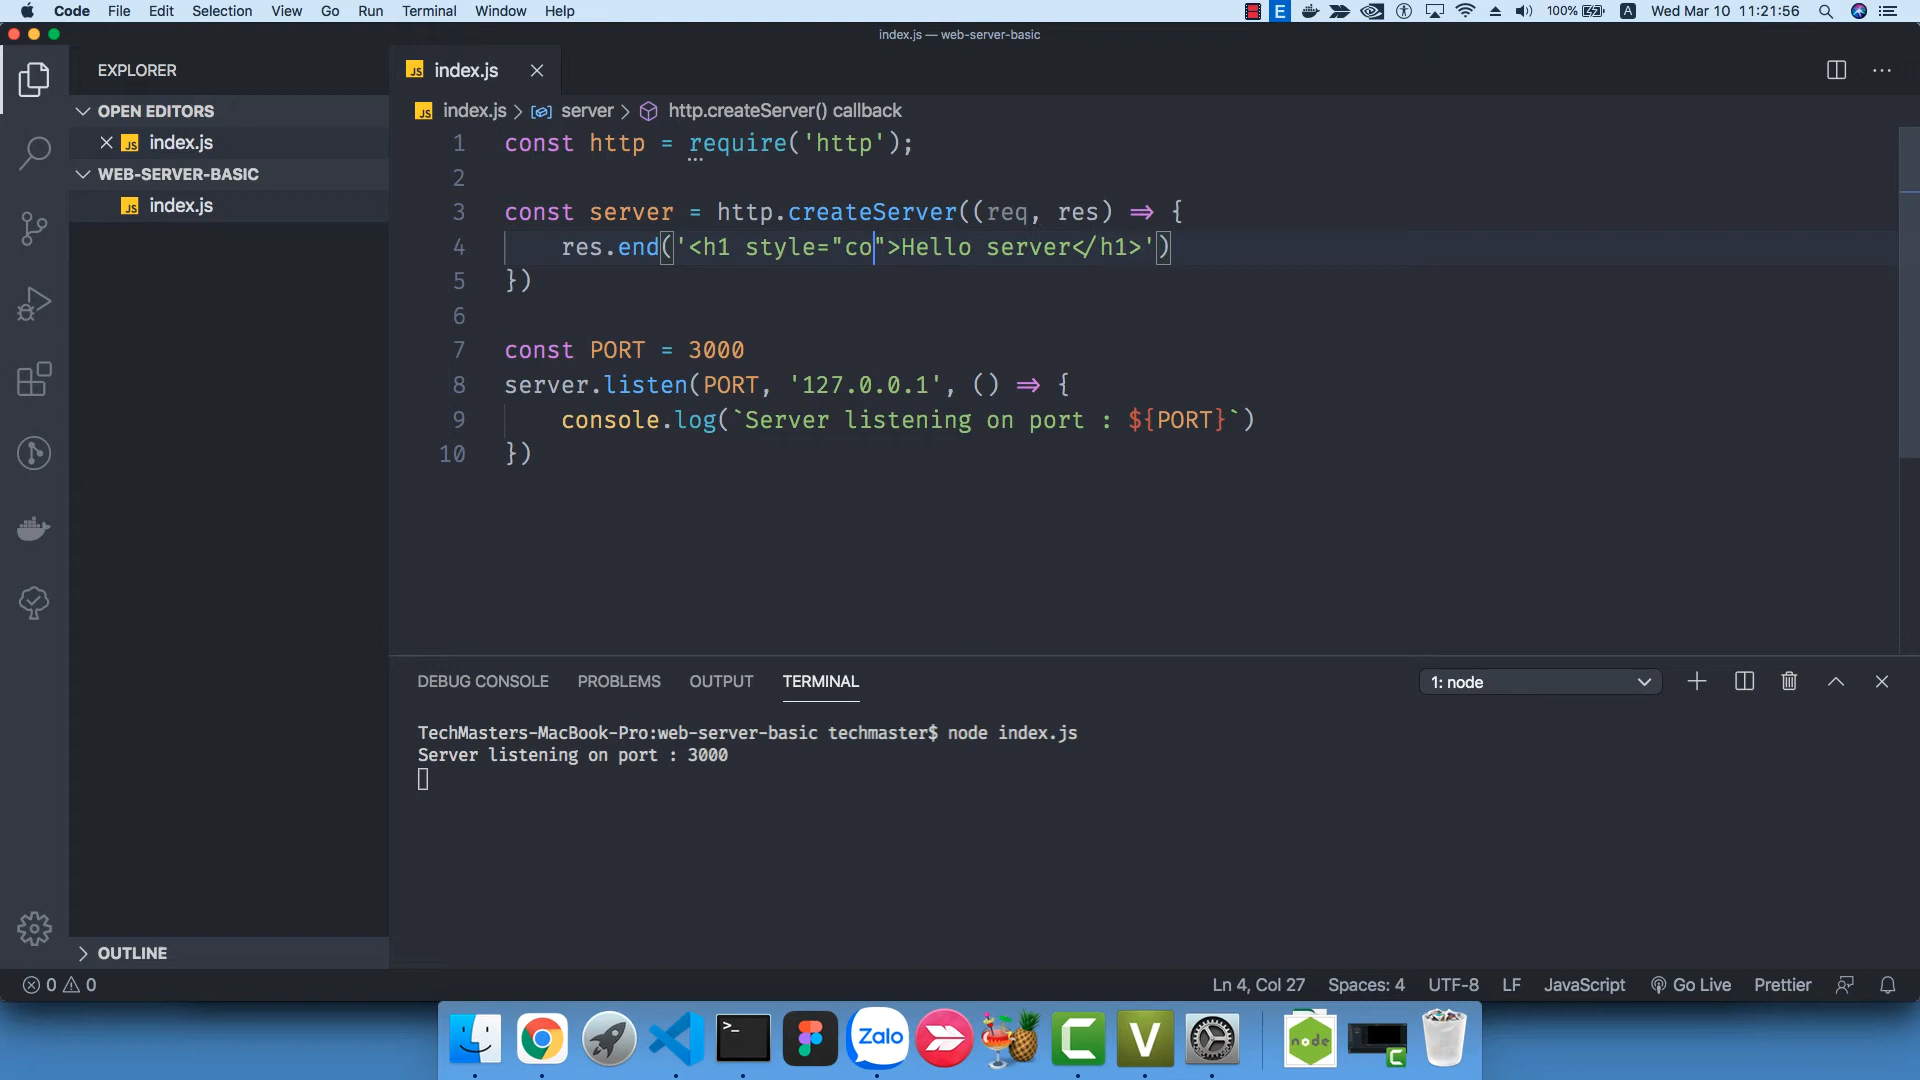 Code File Edit Selection View Go Run Terminal Window Help E 100% A Wed Mar 10 11:21:56
index.js — web-server-basic
EXPLORER
OPEN EDITORS
JS index.js
WEB-SERVER-BASIC
JS index.js
OUTLINE
JS index.js
JS index.js server http.createServer() callback
1 const http = require('http');
2
3 const server = http.createServer((req, res) => {
4 res.end('<h1 style="co">Hello server</h1>')
5 })
6
7 const PORT = 3000
8 server.listen(PORT, '127.0.0.1', () => {
9 console.log(`Server listening on port : ${PORT}`)
10 })
DEBUG CONSOLE PROBLEMS OUTPUT TERMINAL 1: node
TechMasters-MacBook-Pro:web-server-basic techmaster$ node index.js
Server listening on port : 3000
0 0 Ln 4, Col 27 Spaces: 4 UTF-8 LF JavaScript Go Live Prettier
>_ Zalo C V node C